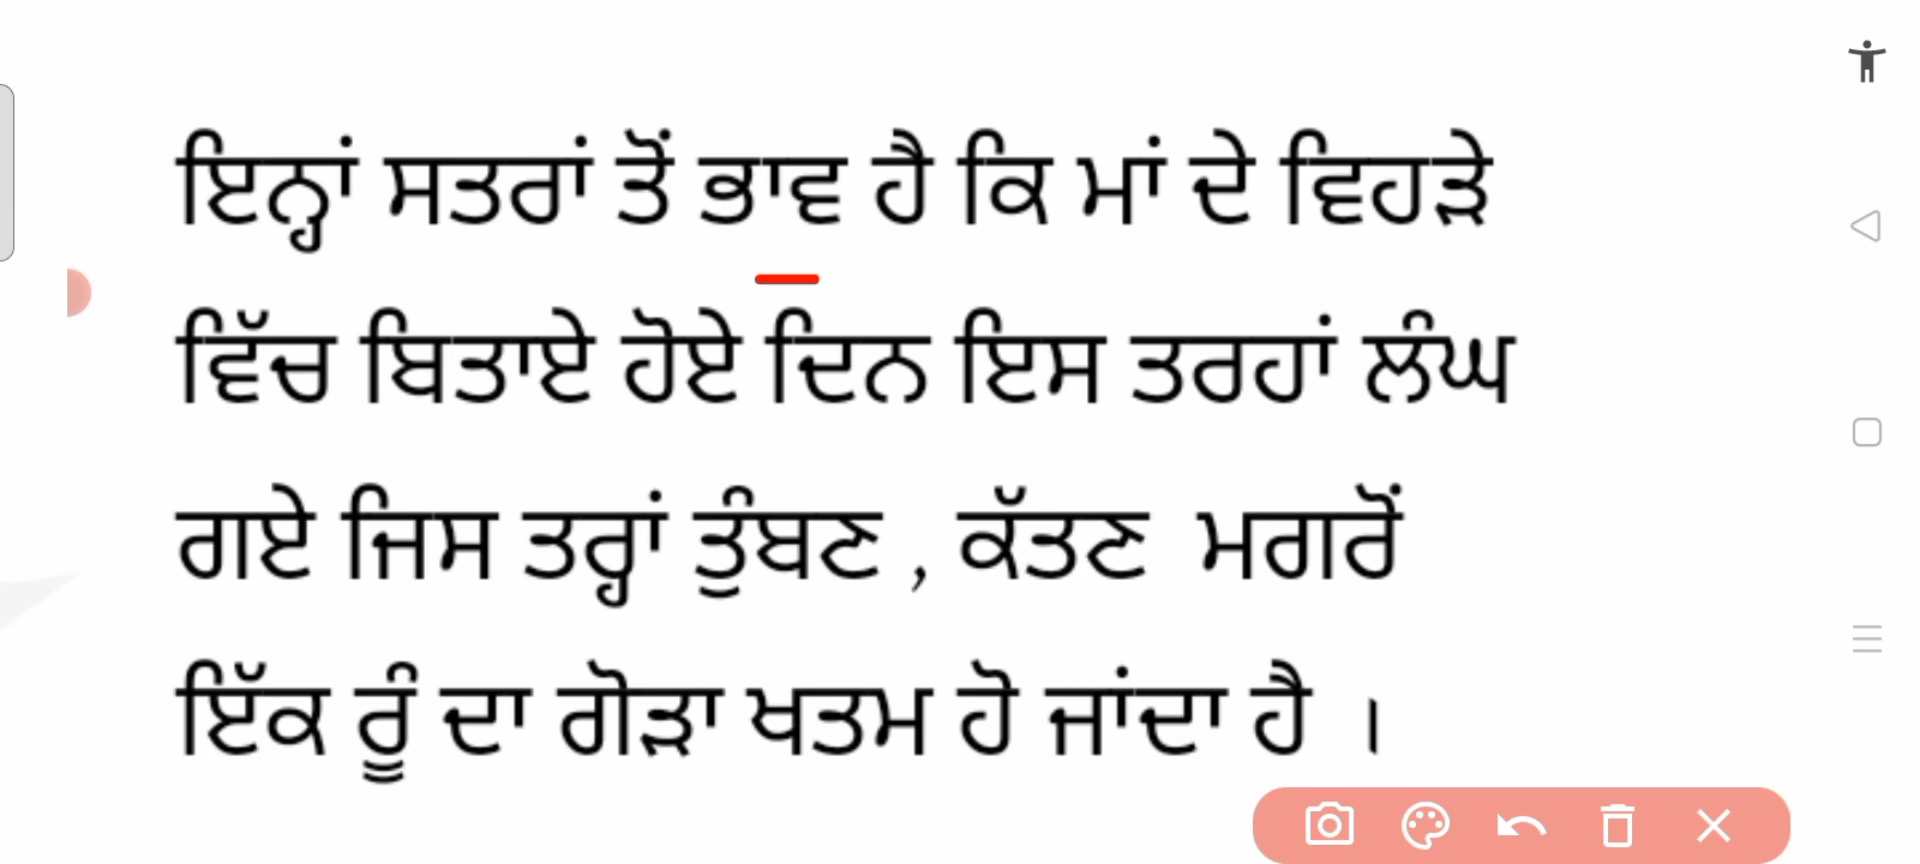 ਇਨ੍ਹਾਂ ਸਤਰਾਂ ਤੋਂ ਭਾਵ ਹੈ ਕਿ ਮਾਂ ਦੇ ਵਿਹੜੇ
ਵਿੱਚ ਬਿਤਾਏ ਹੋਏ ਦਿਨ ਇਸ ਤਰਹਾਂ ਲੰਘ
ਗਏ ਜਿਸ ਤਰ੍ਹਾਂ ਤੁੰਬਣ , ਕੱਤਣ ਮਗਰੋਂ
ਇੱਕ ਰੂੰ ਦਾ ਗੋੜਾ ਖਤਮ ਹੋ ਜਾਂਦਾ ਹੈ ।